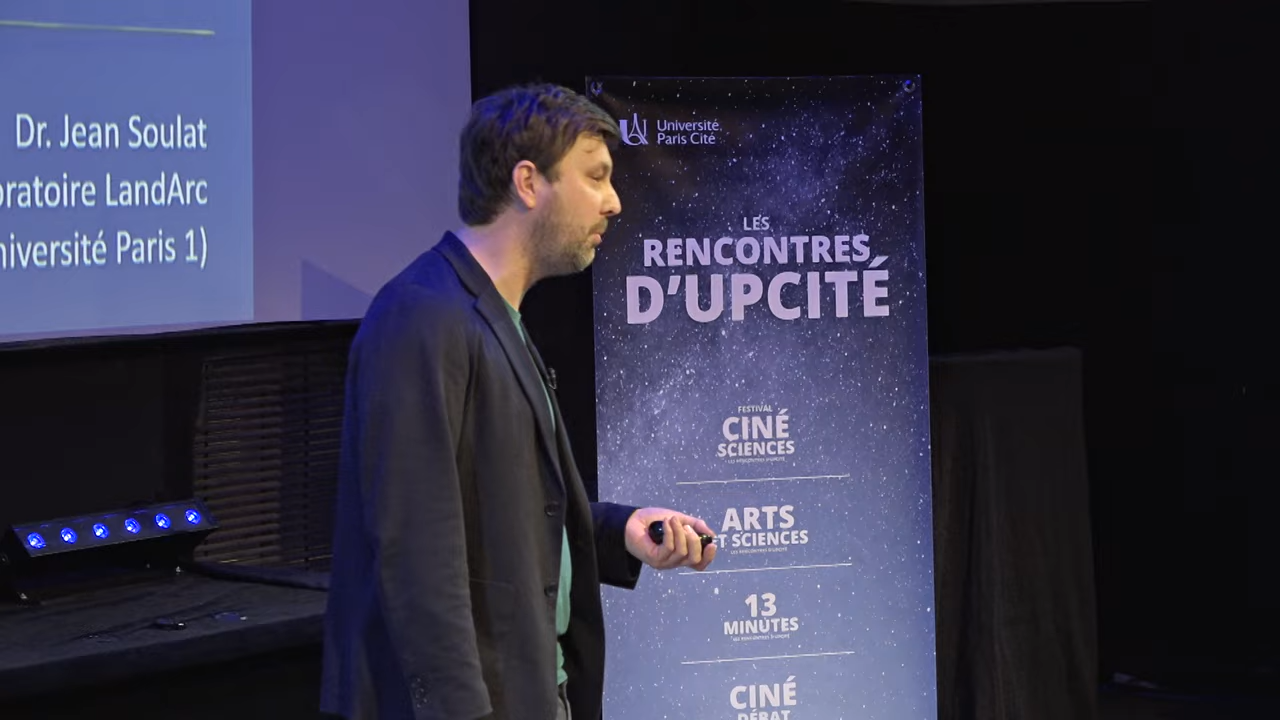 Dr. Jean Soulat
oratoire LandArc
niversité Paris 1)
Université
Paris Cité
LES
RENCONTRES
D'UPCITÉ
FESTIVAL
CINÉ
SCIENCES
ARTS
ET SCIENCES
13
MINUTES
CINÉ
DÉBAT